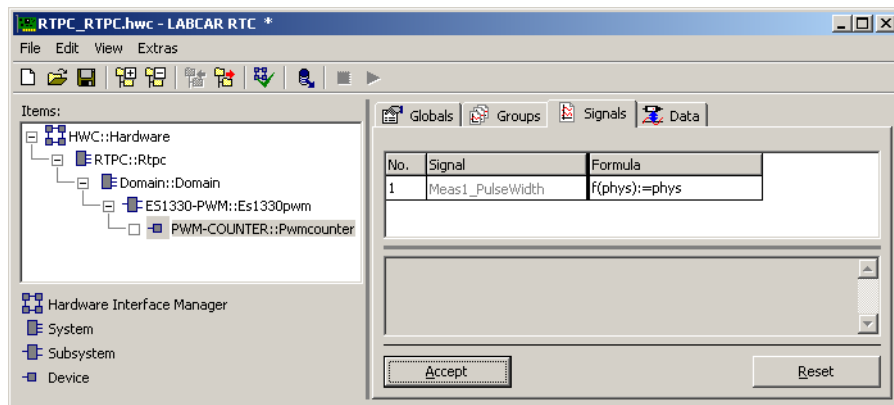 RTPC_RTPC.hwc - LABCAR RTC *
File Edit View Extras
Items:
HWC::Hardware
RTPC::Rtpc
Domain::Domain
ES1330-PWM::Es1330pwm
PWM-COUNTER::Pwmcounter
Hardware Interface Manager
System
Subsystem
Device
Globals Groups Signals Data
No. Signal Formula
1 Meas1_PulseWidth f(phys):=phys
Accept Reset